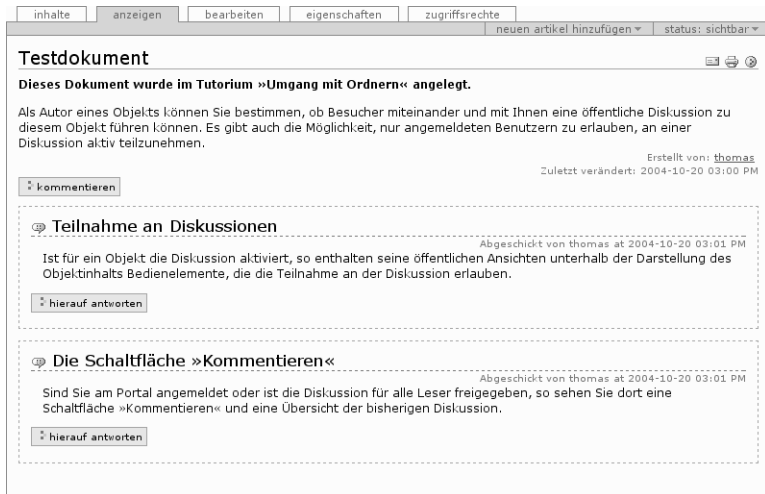 inhalte anzeigen bearbeiten eigenschaften zugriffsrechte
neuen artikel hinzufügen status: sichtbar
Testdokument
Dieses Dokument wurde im Tutorium »Umgang mit Ordnern« angelegt.
Als Autor eines Objekts können Sie bestimmen, ob Besucher miteinander und mit Ihnen eine öffentliche Diskussion zu
diesem Objekt führen können. Es gibt auch die Möglichkeit, nur angemeldeten Benutzern zu erlauben, an einer
Diskussion aktiv teilzunehmen.
Erstellt von: thomas
Zuletzt verändert: 2004-10-20 03:00 PM
kommentieren
Teilnahme an Diskussionen
Abgeschickt von thomas at 2004-10-20 03:01 PM
Ist für ein Objekt die Diskussion aktiviert, so enthalten seine öffentlichen Ansichten unterhalb der Darstellung des
Objektinhalts Bedienelemente, die die Teilnahme an der Diskussion erlauben.
hierauf antworten
Die Schaltfläche »Kommentieren«
Abgeschickt von thomas at 2004-10-20 03:01 PM
Sind Sie am Portal angemeldet oder ist die Diskussion für alle Leser freigegeben, so sehen Sie dort eine
Schaltfläche »Kommentieren« und eine Übersicht der bisherigen Diskussion.
hierauf antworten